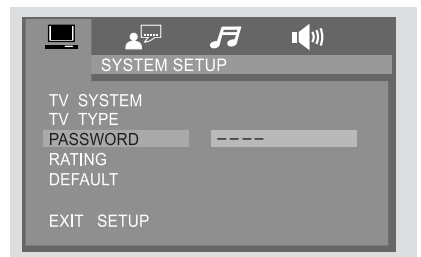 SYSTEM SETUP
TV SYSTEM
TV TYPE
PASSWORD ----
RATING
DEFAULT
EXIT SETUP